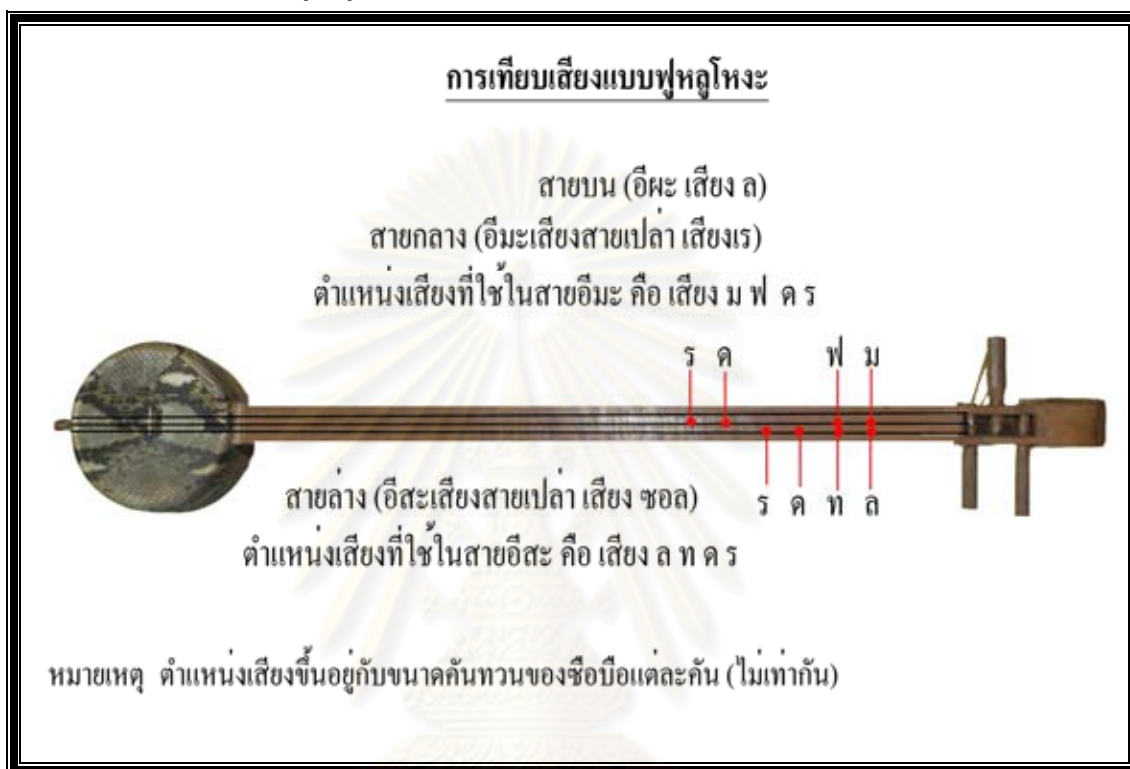 การเทียบเสียงแบบฟูหลูโหงะ
สายบน (อีผะ เสียง ล)
สายกลาง (อีมะเสียงสายเปล่า เสียงเร)
ตำแหน่งเสียงที่ใช้ในสายอีมะ คือ เสียง ม ฟ ด ร
ร ด ฟ ม
สายล่าง (อีสะเสียงสายเปล่า เสียง ซอล) ร ด ท ล
ตำแหน่งเสียงที่ใช้ในสายอีสะ คือ เสียง ล ท ด ร
หมายเหตุ ตำแหน่งเสียงขึ้นอยู่กับขนาดคันทวนของซือบือแต่ละคัน (ไม่เท่ากัน)